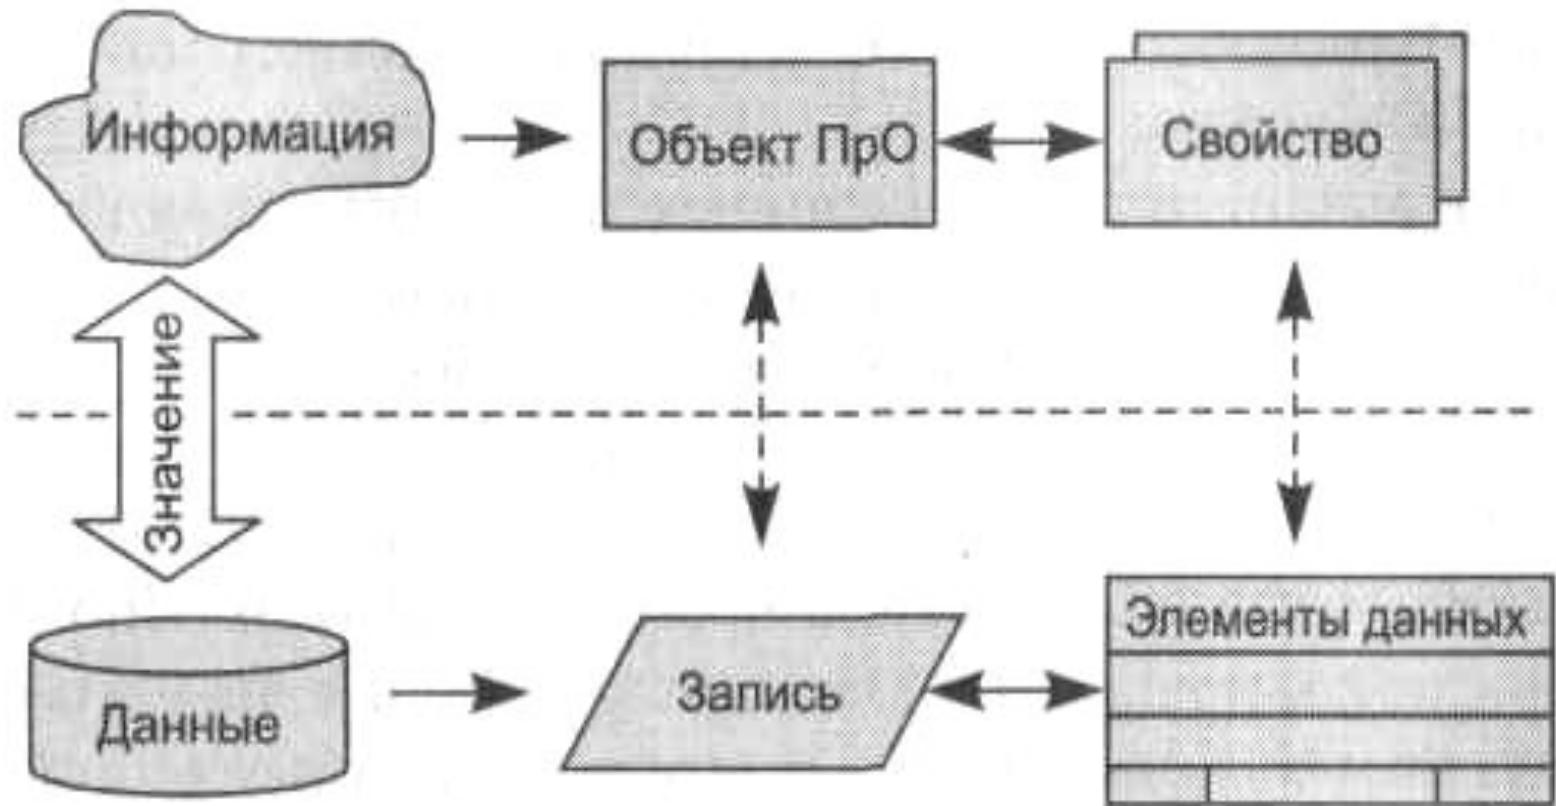 Информация
Объект ПрО
Свойство
Значение
Данные
Запись
Элементы данных